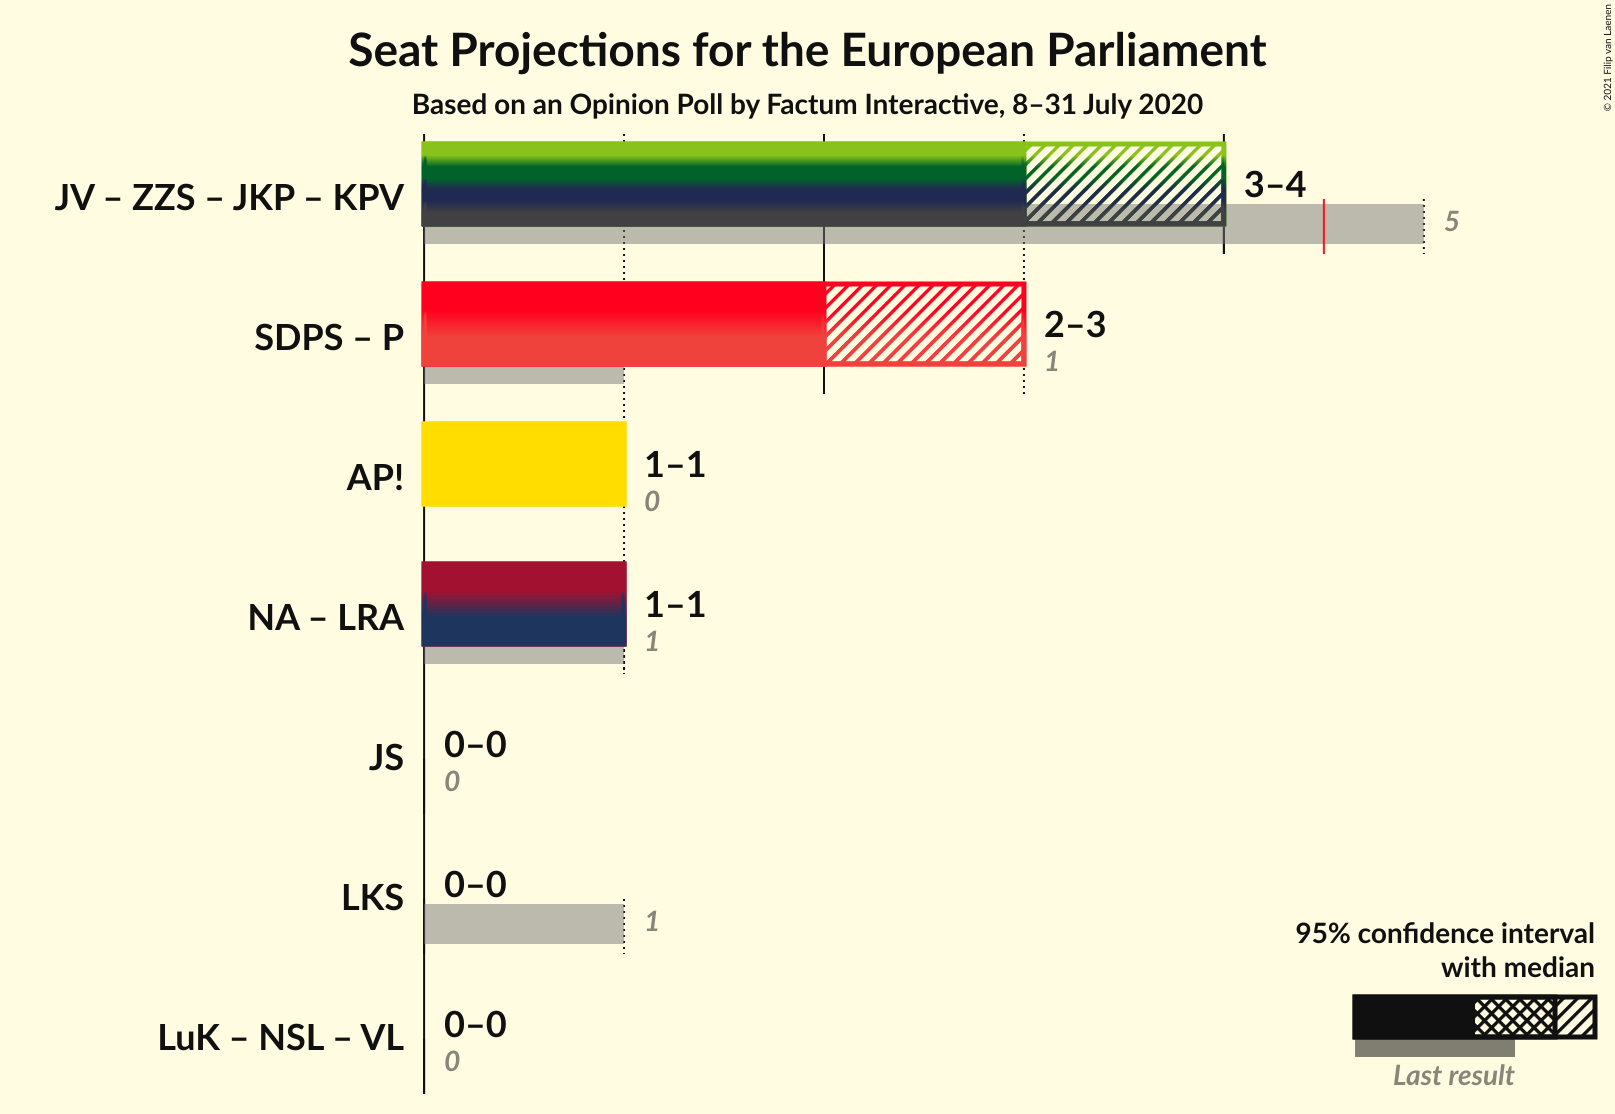 Seat Projections for the European Parliament
Based on an Opinion Poll by Factum Interactive, 8–31 July 2020
© 2021 Filip van Laenen
JV – ZZS – JKP – KPV
3–4
5
SDPS – P
2–3
1
AP!
1–1
0
NA – LRA
1–1
1
JS
0–0
0
LKS
0–0
1
LuK – NSL – VL
0–0
0
95% confidence interval
with median
Last result